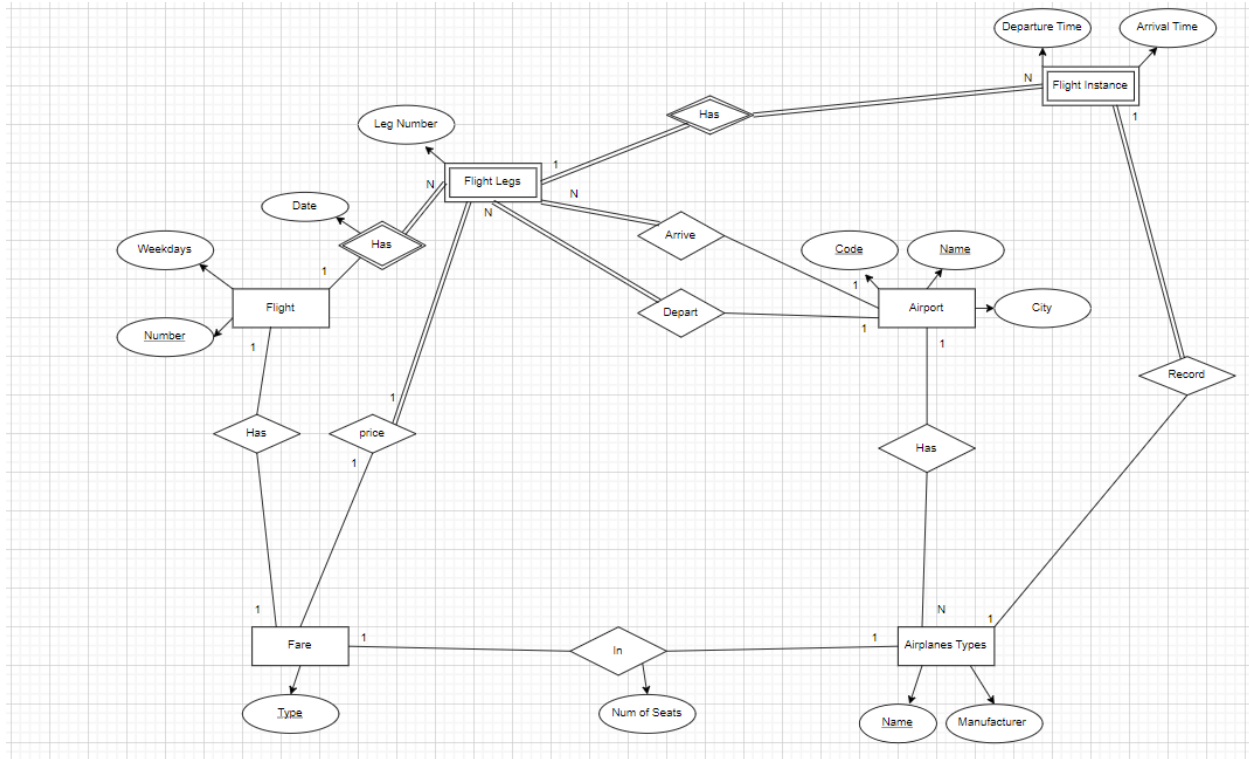 Departure Time
Arrival Time
N
Flight Instance
Has
1
Leg Number
1
Flight Legs
N
N
N
Date
Arrive
Has
Code
Name
Weekdays
1
1
Flight
Depart
Airport
City
Number
1
1
1
Record
1
Has
price
1
Has
1
1
N
1
Fare
1
In
1
Airplanes Types
Type
Num of Seats
Name
Manufacturer